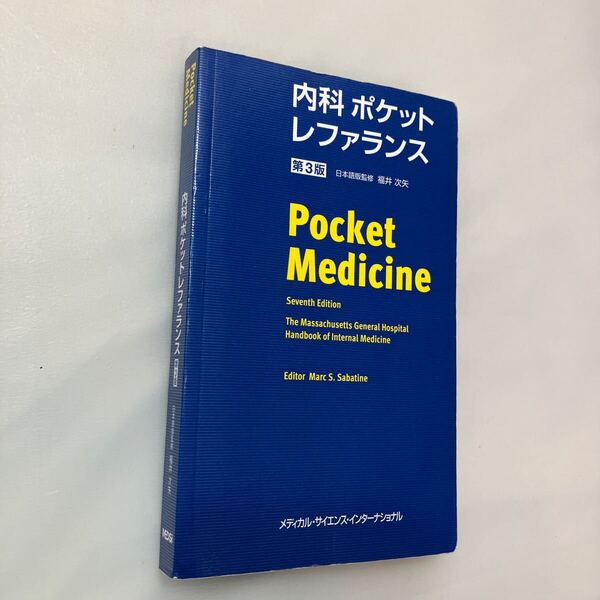 内科 ポケット
レファランス
第3版 日本語版監修 福井 次矢
Pocket
Medicine
Seventh Edition
The Massachusetts General Hospital
Handbook of Internal Medicine
Editor Marc S. Sabatine
メディカル・サイエンス・インターナショナル
Pocket
Medicine
内科 ポケット レファランス
MEDSi